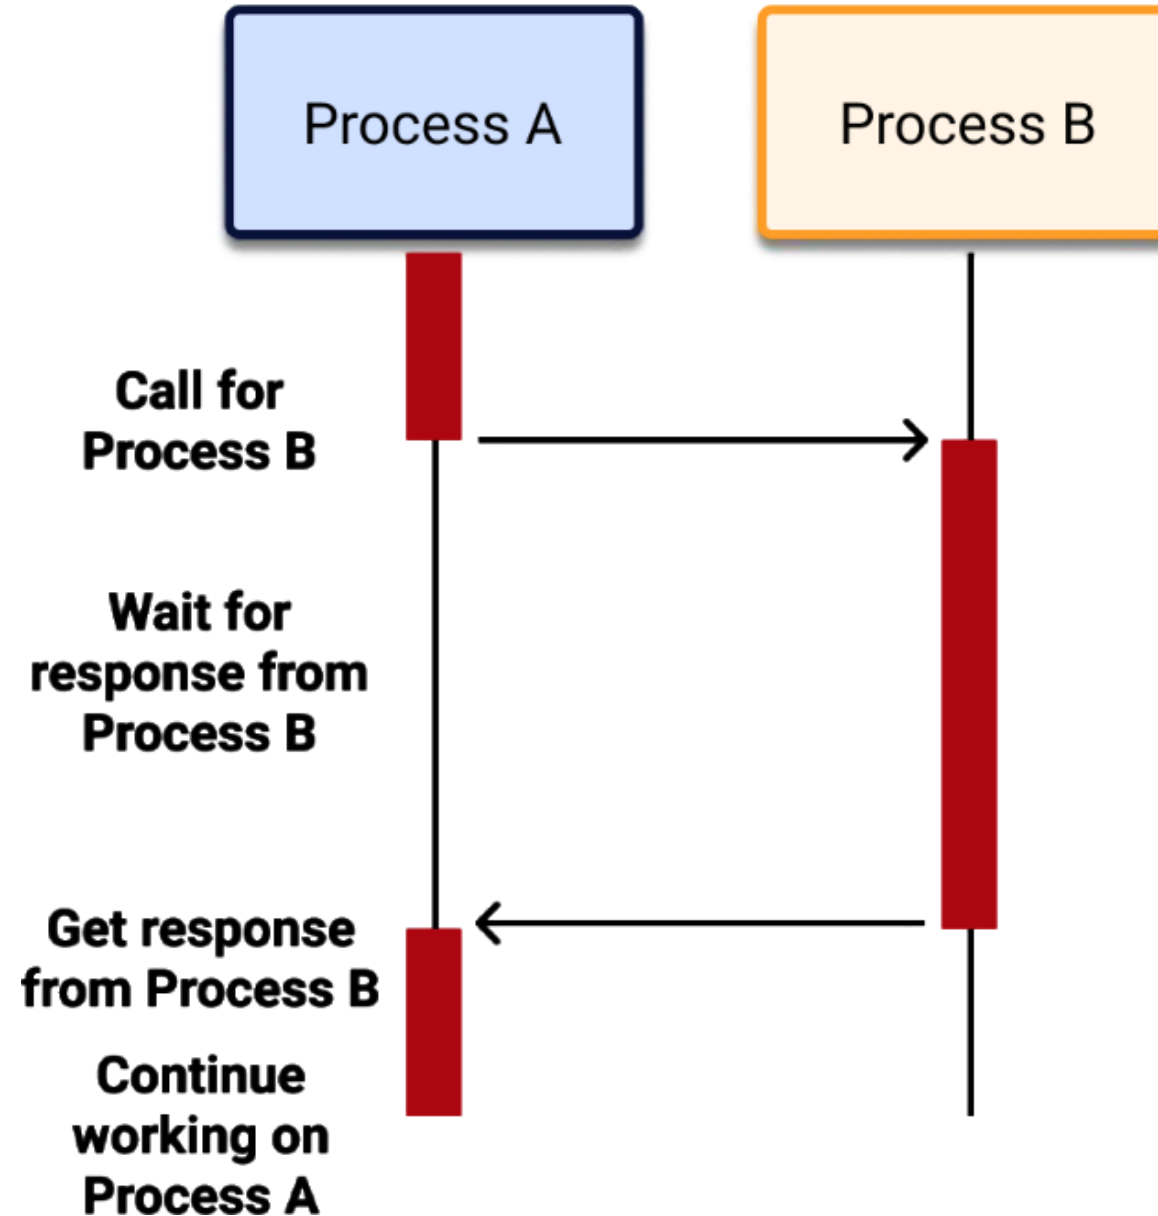 Process A
Process B
Call for
Process B
Wait for
response from
Process B
Get response
from Process B
Continue
working on
Process A